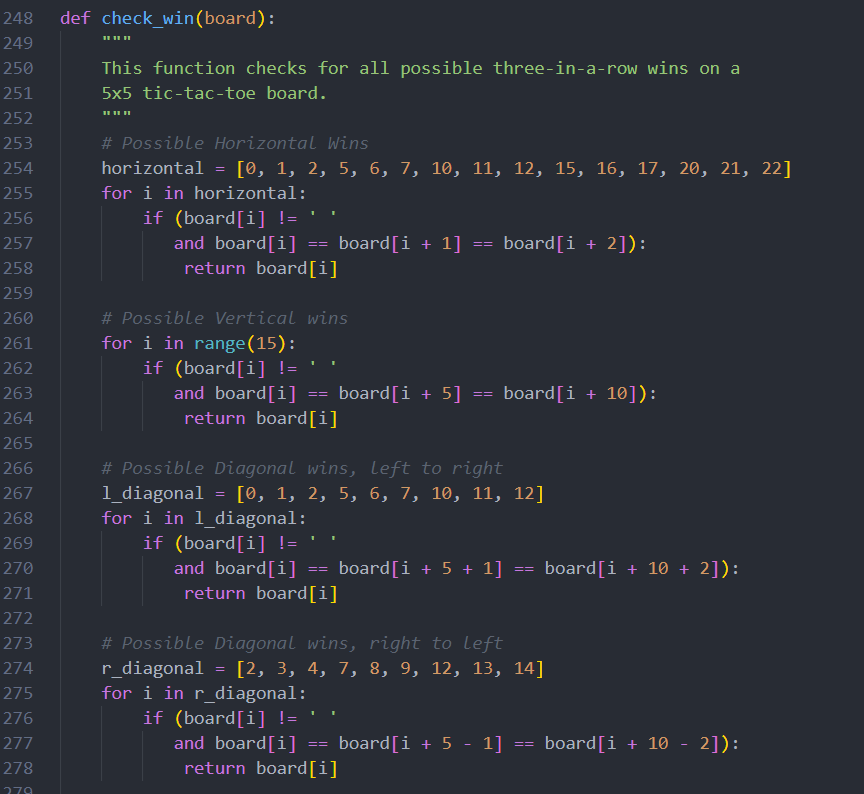 248 def check_win(board):
249     """
250     This function checks for all possible three-in-a-row wins on a
251     5x5 tic-tac-toe board.
252     """
253     # Possible Horizontal Wins
254     horizontal = [0, 1, 2, 5, 6, 7, 10, 11, 12, 15, 16, 17, 20, 21, 22]
255     for i in horizontal:
256         if (board[i] != ' '
257            and board[i] == board[i + 1] == board[i + 2]):
258             return board[i]
259
260     # Possible Vertical wins
261     for i in range(15):
262         if (board[i] != ' '
263            and board[i] == board[i + 5] == board[i + 10]):
264             return board[i]
265
266     # Possible Diagonal wins, left to right
267     l_diagonal = [0, 1, 2, 5, 6, 7, 10, 11, 12]
268     for i in l_diagonal:
269         if (board[i] != ' '
270            and board[i] == board[i + 5 + 1] == board[i + 10 + 2]):
271             return board[i]
272
273     # Possible Diagonal wins, right to left
274     r_diagonal = [2, 3, 4, 7, 8, 9, 12, 13, 14]
275     for i in r_diagonal:
276         if (board[i] != ' '
277            and board[i] == board[i + 5 - 1] == board[i + 10 - 2]):
278             return board[i]
279